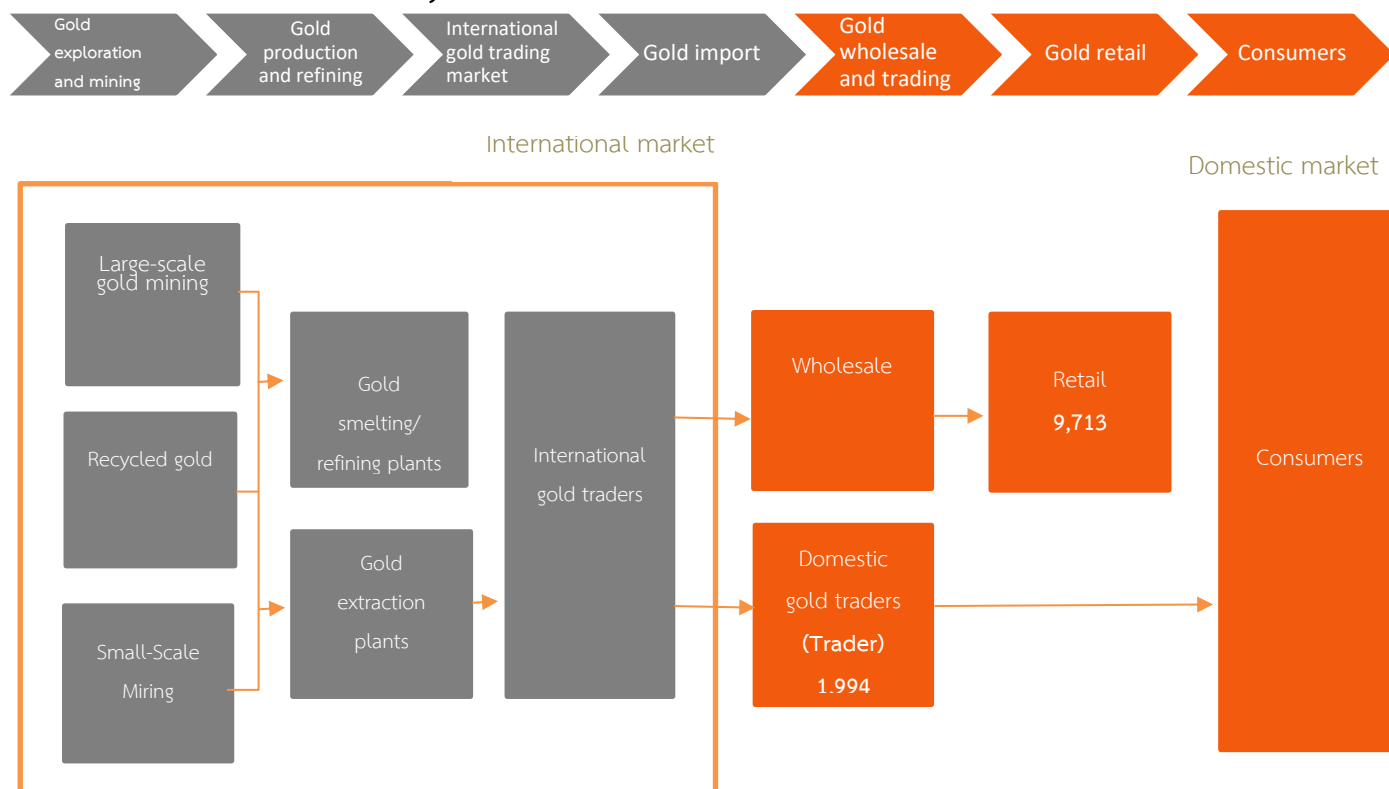 Gold
exploration
and mining
Gold
production
and refining
International
gold trading
market
Gold import
Gold
wholesale
and trading
Gold retail
Consumers
International market
Domestic market
Large-scale
gold mining
Recycled gold
Small-Scale
Miring
Gold
smelting/
refining plants
Gold
extraction
plants
International
gold traders
Wholesale
Retail
9,713
Domestic
gold traders
(Trader)
1.994
Consumers